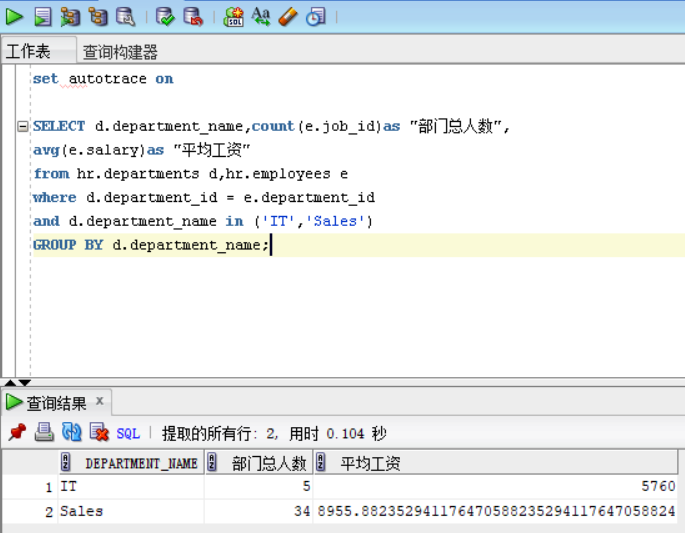 工作表 查询构建器
set autotrace on
SELECT d.department_name,count(e.job_id)as "部门总人数",
avg(e.salary)as "平均工资"
from hr.departments d,hr.employees e
where d.department_id = e.department_id
and d.department_name in ('IT','Sales')
GROUP BY d.department_name;
查询结果 x
SQL | 提取的所有行: 2, 用时 0.104 秒
DEPARTMENT_NAME 部门总人数 平均工资
1 IT 5 5760
2 Sales 34 8955.88235294117647058823529411764705882​4